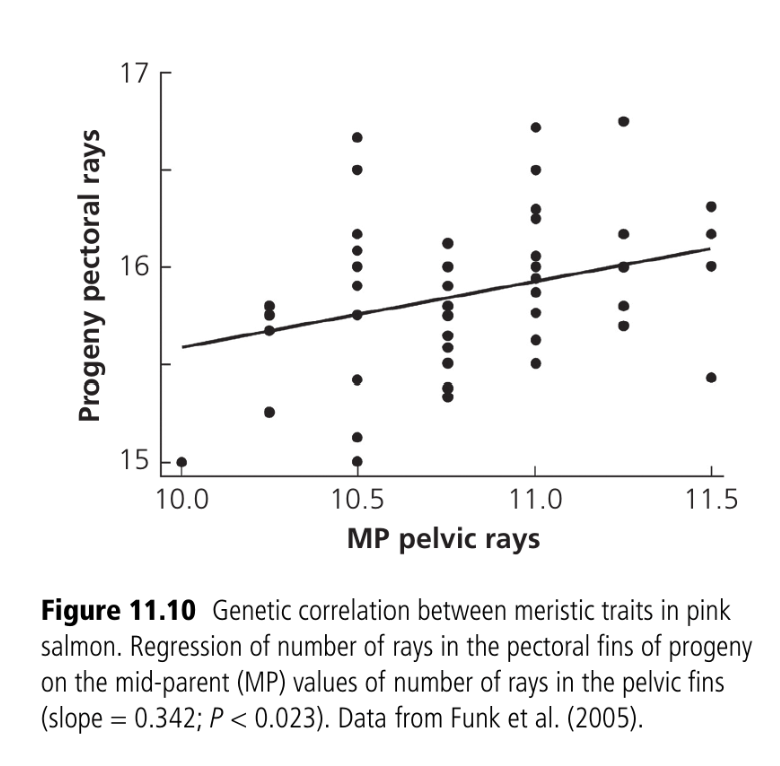 17
16
15
Progeny pectoral rays
10.0 10.5 11.0 11.5
MP pelvic rays
Figure 11.10 Genetic correlation between meristic traits in pink
salmon. Regression of number of rays in the pectoral fins of progeny
on the mid-parent (MP) values of number of rays in the pelvic fins
(slope = 0.342; P < 0.023). Data from Funk et al. (2005).